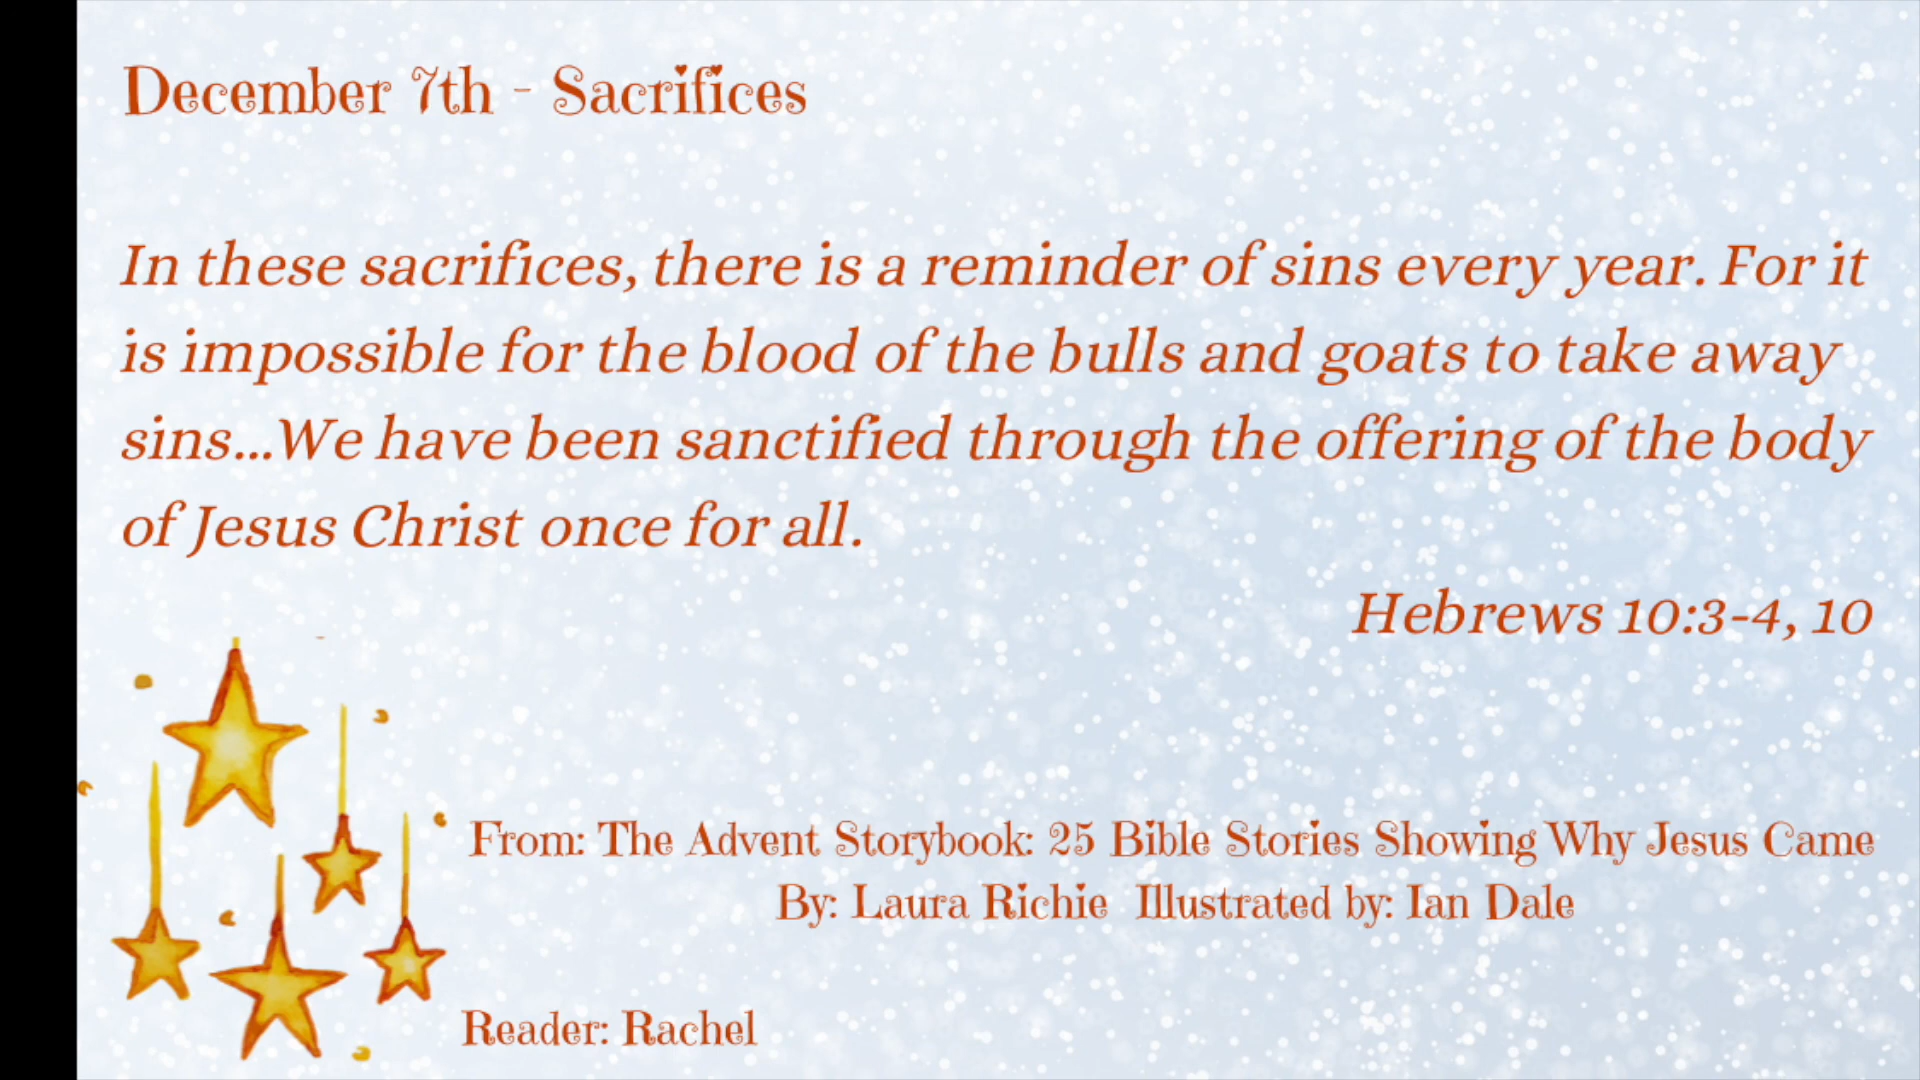 December 7th - Sacrifices
In these sacrifices, there is a reminder of sins every year. For it
is impossible for the blood of the bulls and goats to take away
sins...We have been sanctified through the offering of the body
of Jesus Christ once for all.
Hebrews 10:3-4, 10
From: The Advent Storybook: 25 Bible Stories Showing Why Jesus Came
By: Laura Richie Illustrated by: Ian Dale
Reader: Rachel